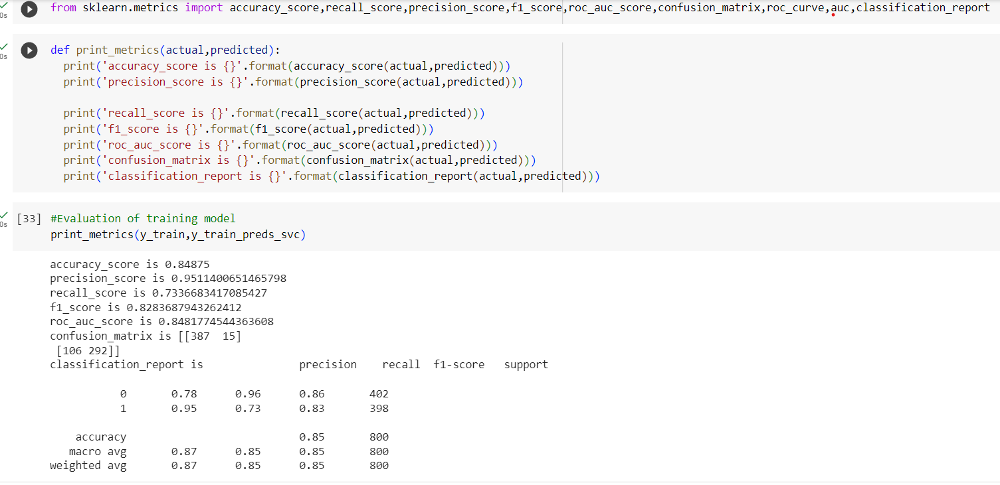 0s from sklearn.metrics import accuracy_score,recall_score,precision_score,f1_score,roc_auc_score,confusion_matrix,roc_curve,auc,classification_report
0s def print_metrics(actual,predicted):
  print('accuracy_score is {}'.format(accuracy_score(actual,predicted)))
  print('precision_score is {}'.format(precision_score(actual,predicted)))
  print('recall_score is {}'.format(recall_score(actual,predicted)))
  print('f1_score is {}'.format(f1_score(actual,predicted)))
  print('roc_auc_score is {}'.format(roc_auc_score(actual,predicted)))
  print('confusion_matrix is {}'.format(confusion_matrix(actual,predicted)))
  print('classification_report is {}'.format(classification_report(actual,predicted)))
0s [33] #Evaluation of training model
print_metrics(y_train,y_train_preds_svc)
accuracy_score is 0.84875
precision_score is 0.9511400651465798
recall_score is 0.7336683417085427
f1_score is 0.8283687943262412
roc_auc_score is 0.8481774544363608
confusion_matrix is [[387  15]
 [106 292]]
classification_report is               precision    recall  f1-score   support
           0       0.78      0.96      0.86       402
           1       0.95      0.73      0.83       398
    accuracy                           0.85       800
   macro avg       0.87      0.85      0.85       800
weighted avg       0.87      0.85      0.85       800